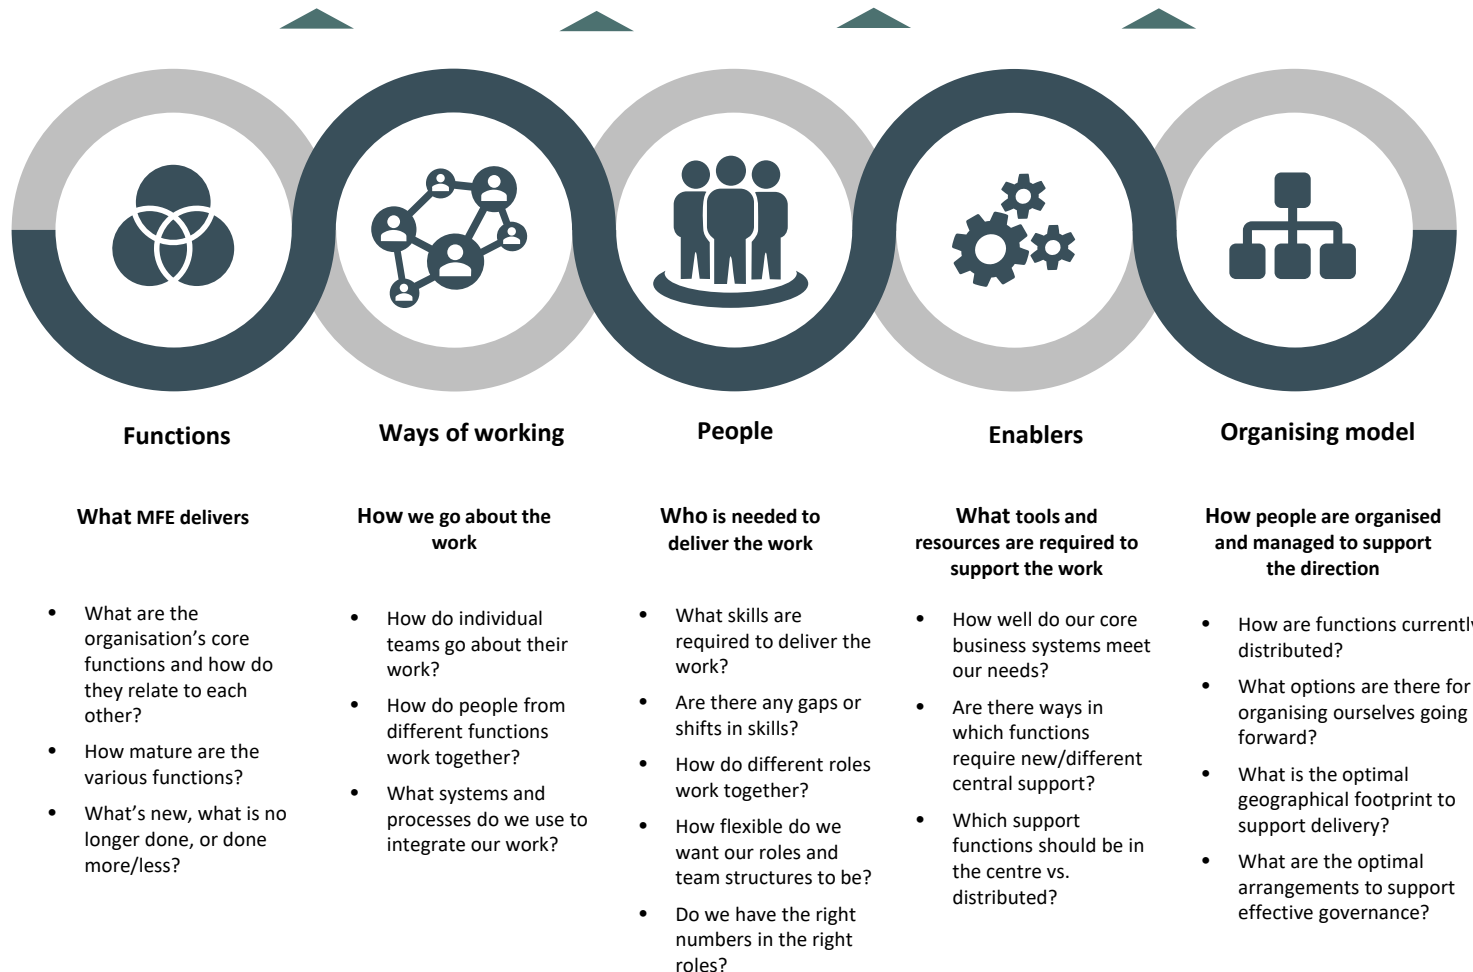 Functions
What MFE delivers
• What are the
organisation's core
functions and how do
they relate to each
other?
• How mature are the
various functions?
• What's new, what is no
longer done, or done
more/less?
Ways of working
How we go about the
work
• How do individual
teams go about their
work?
• How do people from
different functions
work together?
• What systems and
processes do we use to
integrate our work?
People
Who is needed to
deliver the work
• What skills are
required to deliver the
work?
• Are there any gaps or
shifts in skills?
• How do different roles
work together?
• How flexible do we
want our roles and
team structures to be?
• Do we have the right
numbers in the right
roles?
Enablers
What tools and
resources are required to
support the work
• How well do our core
business systems meet
our needs?
• Are there ways in
which functions
require new/different
central support?
• Which support
functions should be in
the centre vs.
distributed?
Organising model
How people are organised
and managed to support
the direction
• How are functions currently
distributed?
• What options are there for
organising ourselves going
forward?
• What is the optimal
geographical footprint to
support delivery?
• What are the optimal
arrangements to support
effective governance?